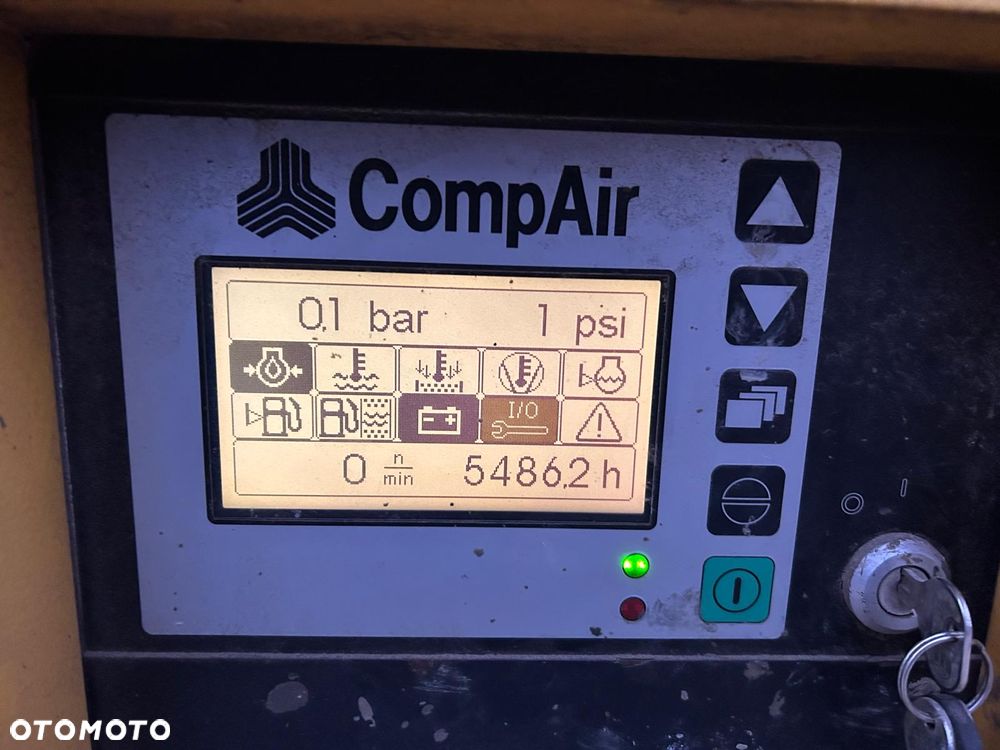 CompAir
0,1 bar 1 psi
I/O
0 n/min 5486,2 h
OTOMOTO